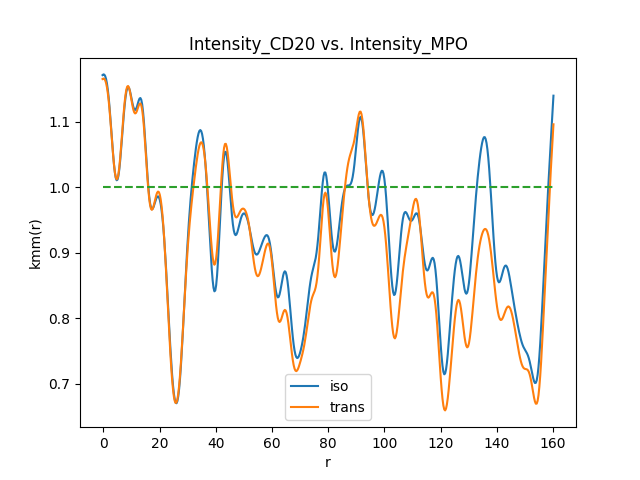 Intensity_CD20 vs. Intensity_MPO
kmm(r)
1.1
1.0
0.9
0.8
0.7
iso
trans
0 20 40 60 80 100 120 140 160
r